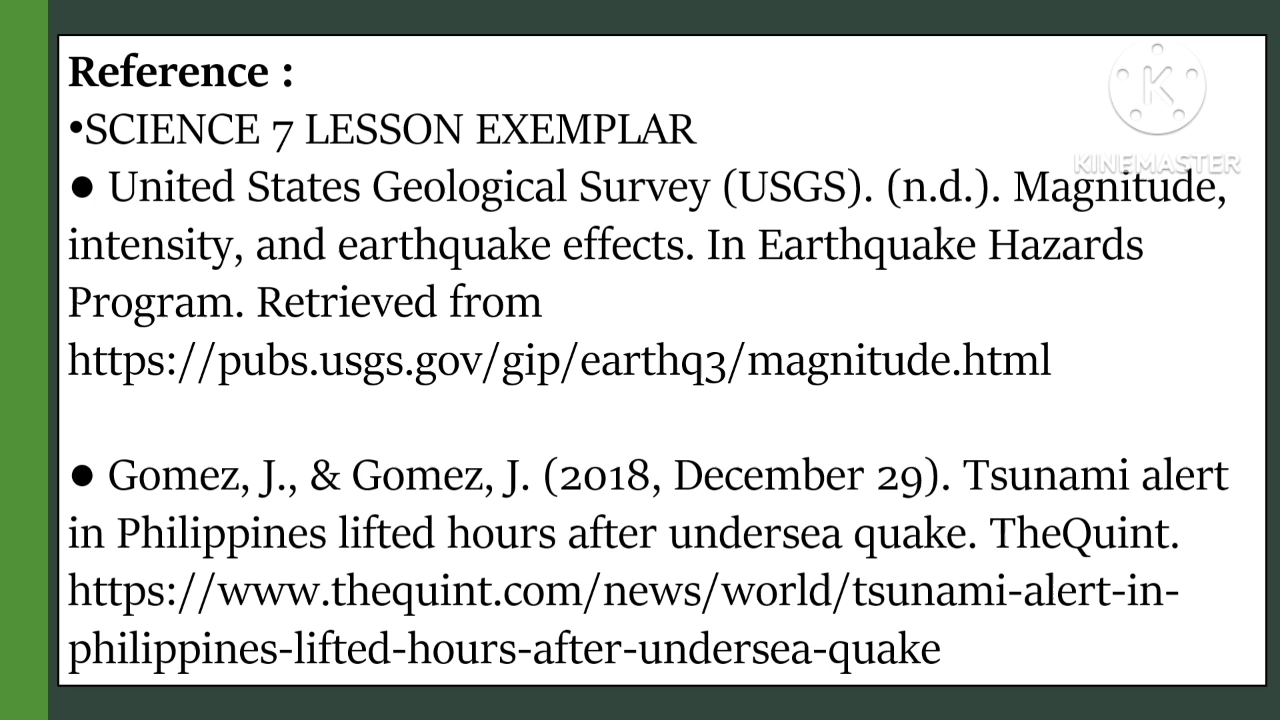 Reference :
•SCIENCE 7 LESSON EXEMPLAR
● United States Geological Survey (USGS). (n.d.). Magnitude,
intensity, and earthquake effects. In Earthquake Hazards
Program. Retrieved from
https://pubs.usgs.gov/gip/earthq3/magnitude.html
● Gomez, J., & Gomez, J. (2018, December 29). Tsunami alert
in Philippines lifted hours after undersea quake. TheQuint.
https://www.thequint.com/news/world/tsunami-alert-in-
philippines-lifted-hours-after-undersea-quake
K
KINEMASTER